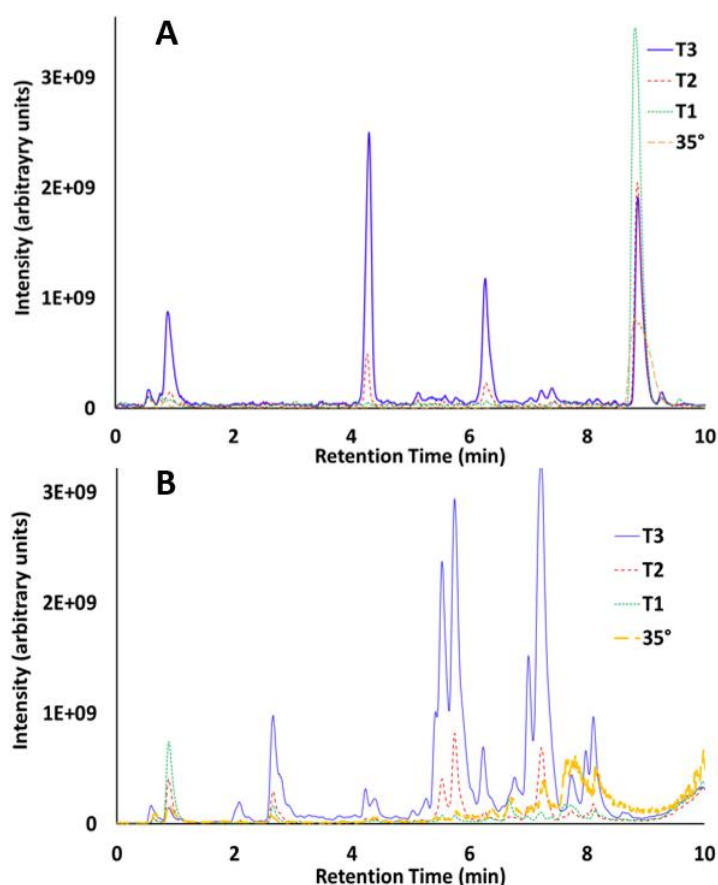 A
Intensity (arbitrayry units)
3E+09
2E+09
1E+09
0
T3
T2
T1
35°
0 2 4 6 8 10
Retention Time (min)
B
Intensity (arbitrary units)
3E+09
2E+09
1E+09
0
T3
T2
T1
35°
0 2 4 6 8 10
Retention Time (min)